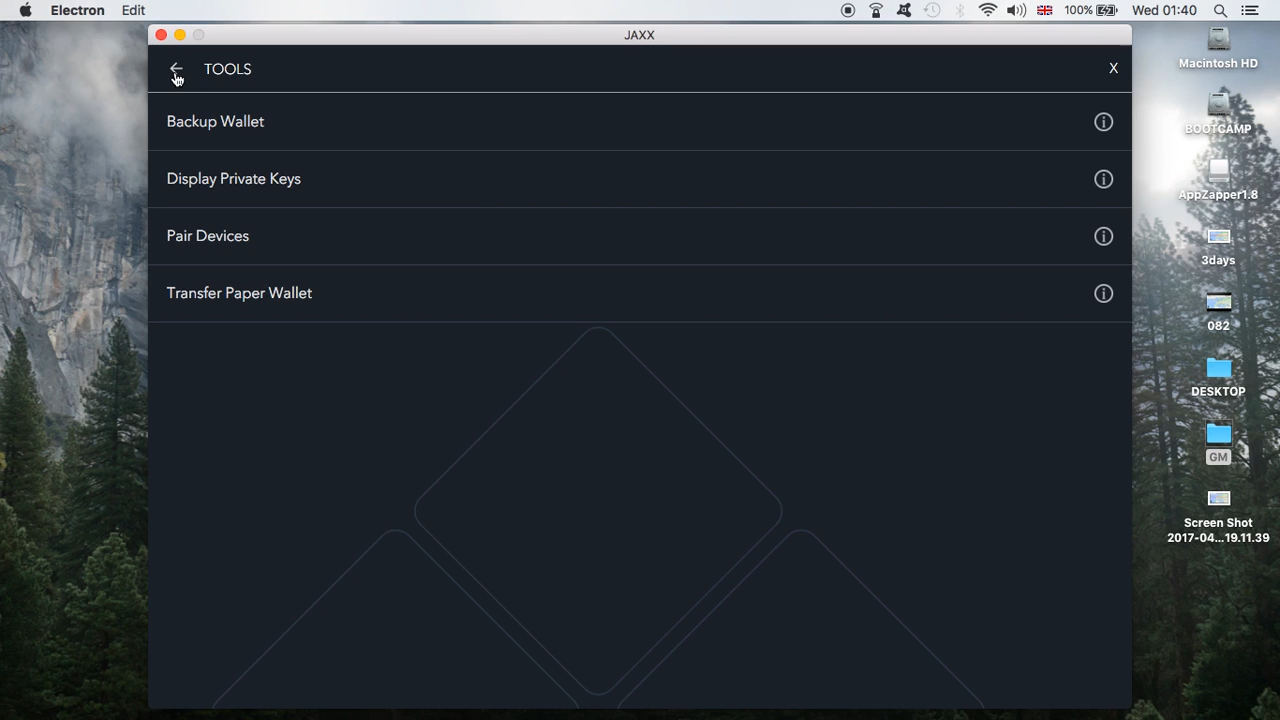 Electron Edit 100% Wed 01:40
JAXX
TOOLS X
Backup Wallet
Display Private Keys
Pair Devices
Transfer Paper Wallet
Macintosh HD
BOOTCAMP
AppZapper1.8
3days
082
DESKTOP
GM
Screen Shot
2017-04...19.11.39